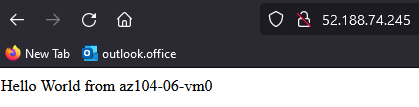 52.188.74.245
New Tab outlook.office
Hello World from az104-06-vm0